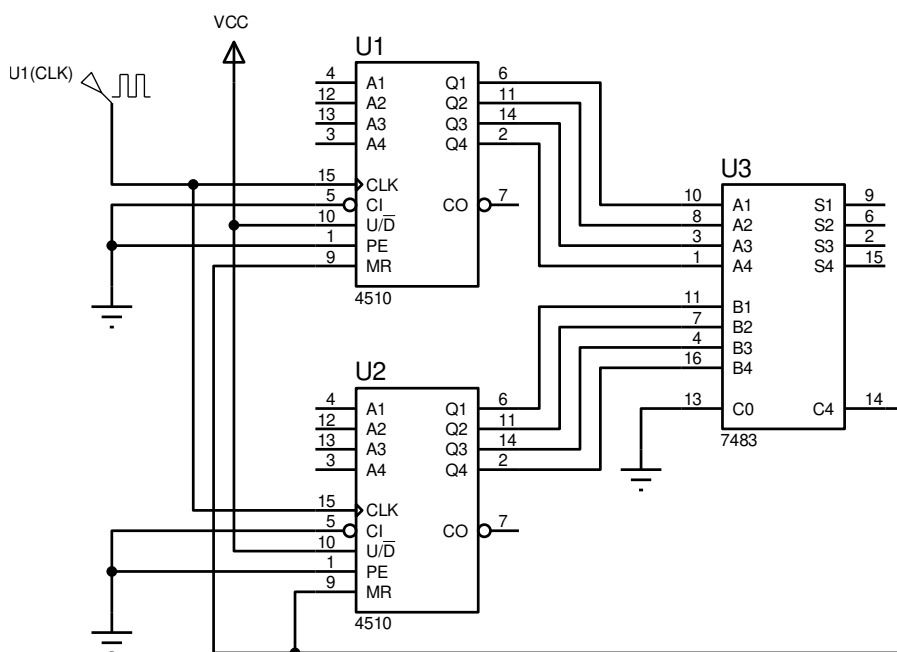 VCC
U1(CLK)
U1
4 A1 Q1 6
12 A2 Q2 11
13 A3 Q3 14
3 A4 Q4 2
15 CLK
5 CI CO 7
10 U/D
1 PE
9 MR
4510
U2
4 A1 Q1 6
12 A2 Q2 11
13 A3 Q3 14
3 A4 Q4 2
15 CLK
5 CI CO 7
10 U/D
1 PE
9 MR
4510
U3
10 A1 S1 9
8 A2 S2 6
3 A3 S3 2
1 A4 S4 15
11 B1
7 B2
4 B3
16 B4
13 C0 C4 14
7483